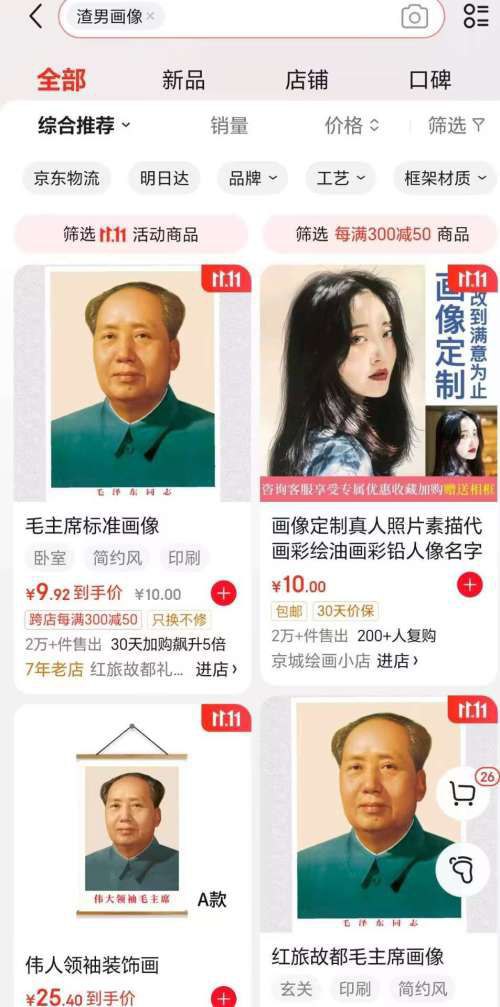 渣男画像
全部
新品
店铺
口碑
综合推荐
销量
价格
筛选
京东物流
明日达
品牌
工艺
框架材质
筛选 11.11 活动商品
筛选 每满300减50 商品
11.11
毛泽东同志
毛主席标准画像
卧室
简约风
印刷
¥9.92 到手价 ¥10.00
跨店每满300减50
只换不修
2万+件售出 30天加购飙升5倍
7年老店 红旅故都礼... 进店
11.11
画像定制
改到满意为止
咨询客服享受专属优惠收藏加购赠送相框
画像定制真人照片素描代
画彩绘油画彩铅人像名字
¥10.00
包邮
30天价保
2万+件售出 200+人复购
京城绘画小店 进店
11.11
伟大领袖毛主席
A款
伟人领袖装饰画
¥25.40 到手价
11.11
毛泽东同志
26
红旅故都毛主席画像
玄关
印刷
简约风